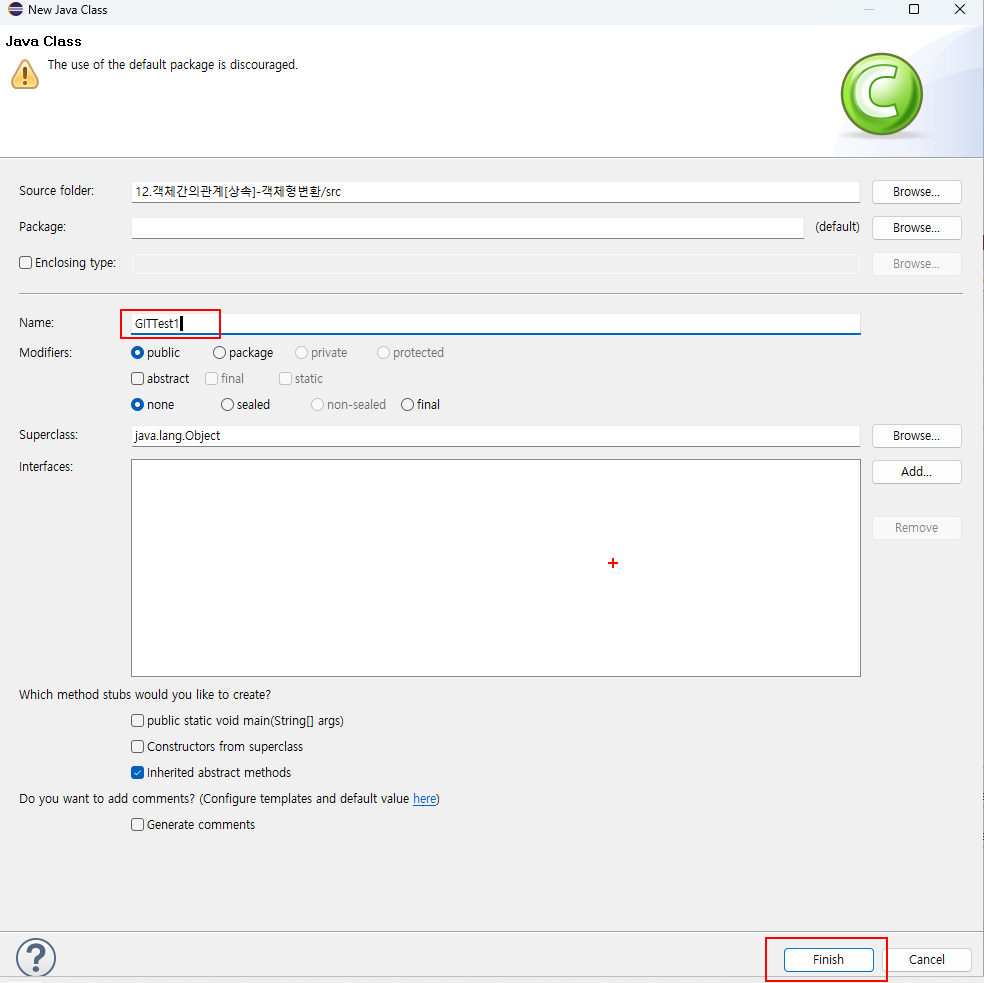 New Java Class
Java Class
The use of the default package is discouraged.
Source folder: 12.객체간의관계[상속]-객체형변환/src Browse...
Package: (default) Browse...
Enclosing type: Browse...
Name: GITTest1
Modifiers: public package private protected
abstract final static
none sealed non-sealed final
Superclass: java.lang.Object Browse...
Interfaces: Add...
Remove
Which method stubs would you like to create?
public static void main(String[] args)
Constructors from superclass
Inherited abstract methods
Do you want to add comments? (Configure templates and default value here)
Generate comments
Finish Cancel